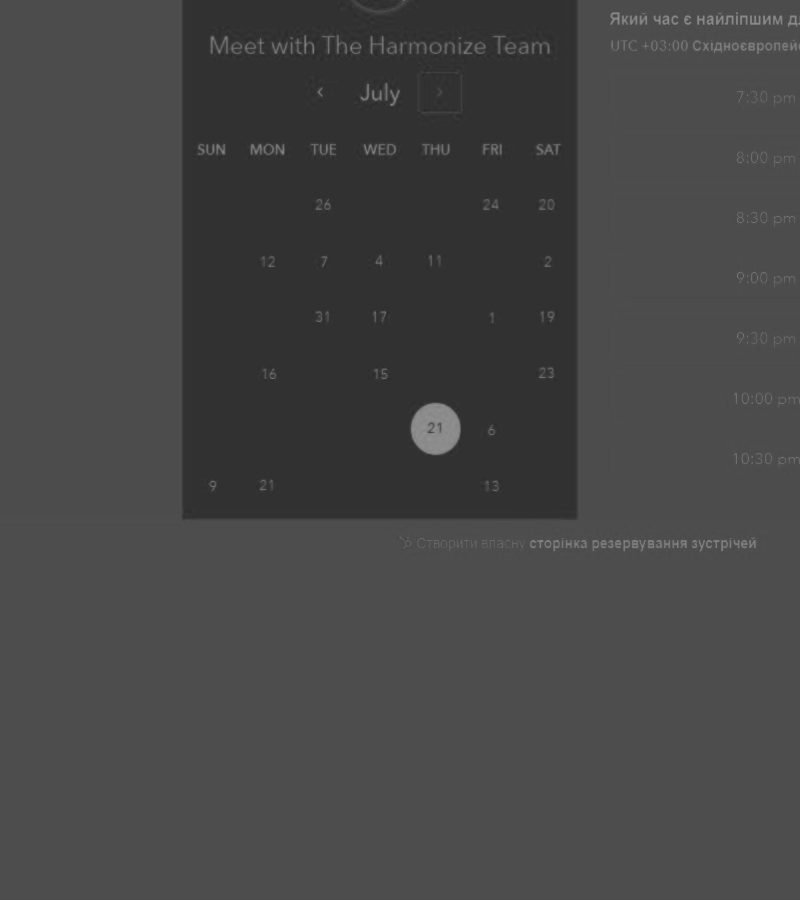 Meet with The Harmonize Team
‹ July ›
SUN MON TUE WED THU FRI SAT
26 24 20
12 7 4 11 2
31 17 1 19
16 15 23
21 6
9 21 13
Який час є найліпшим д
UTC +03:00 Східноєвропей
7:30 pm
8:00 pm
8:30 pm
9:00 pm
9:30 pm
10:00 pm
10:30 pm
Створити власну сторінка резервування зустрічей